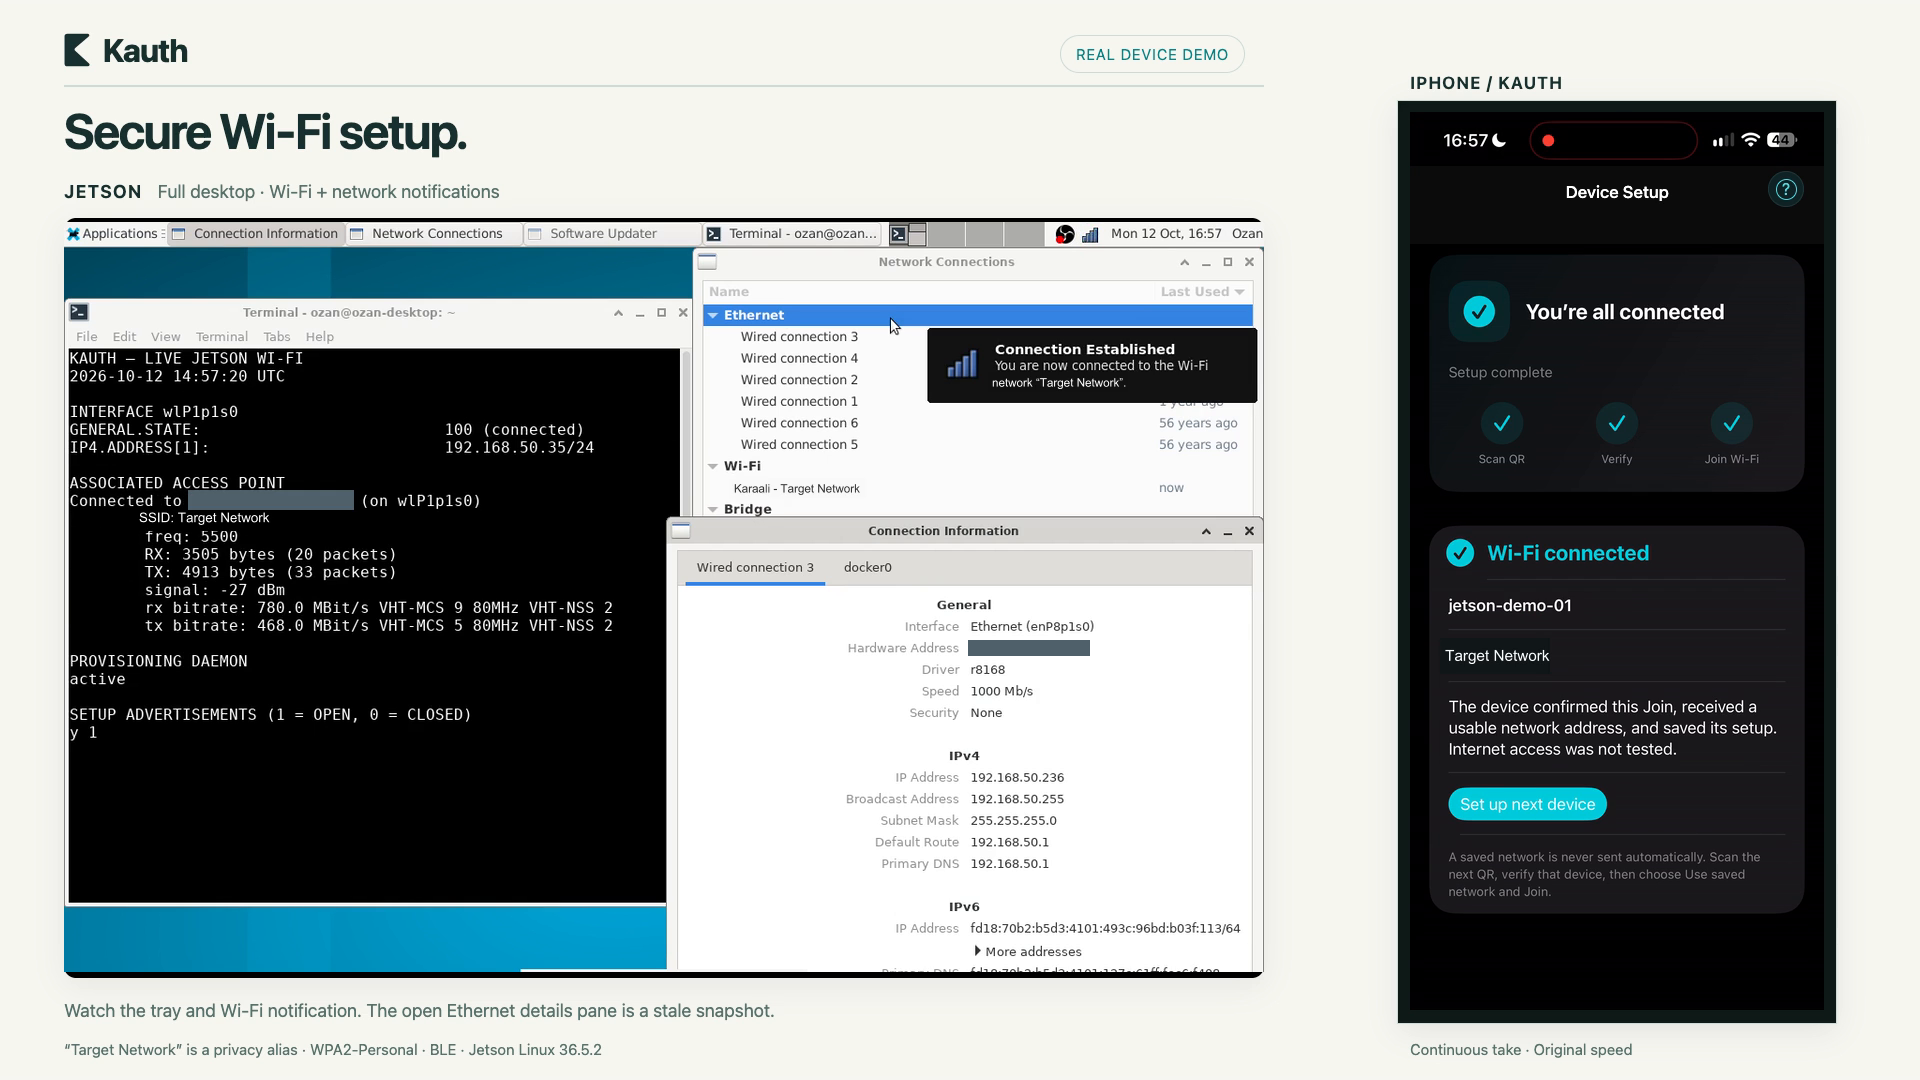 Kauth
REAL DEVICE DEMO
Secure Wi-Fi setup.
JETSON Full desktop · Wi-Fi + network notifications
Applications Connection Information Network Connections Software Updater Terminal - ozan@ozan... Mon 12 Oct, 16:57 Ozan
Terminal - ozan@ozan-desktop: ~
File Edit View Terminal Tabs Help
KAUTH — LIVE JETSON WI-FI
2026-10-12 14:57:20 UTC
INTERFACE wlP1p1s0
GENERAL.STATE: 100 (connected)
IP4.ADDRESS[1]: 192.168.50.35/24
ASSOCIATED ACCESS POINT
Connected to (on wlP1p1s0)
SSID: Target Network
freq: 5500
RX: 3505 bytes (20 packets)
TX: 4913 bytes (33 packets)
signal: -27 dBm
rx bitrate: 780.0 MBit/s VHT-MCS 9 80MHz VHT-NSS 2
tx bitrate: 468.0 MBit/s VHT-MCS 5 80MHz VHT-NSS 2
PROVISIONING DAEMON
active
SETUP ADVERTISEMENTS (1 = OPEN, 0 = CLOSED)
y 1
Network Connections
Name Last Used
Ethernet
Wired connection 3
Wired connection 4
Wired connection 2
Wired connection 1 1 year ago
Wired connection 6 56 years ago
Wired connection 5 56 years ago
Wi-Fi
Karaali - Target Network now
Bridge
Connection Established
You are now connected to the Wi-Fi
network “Target Network”.
Connection Information
Wired connection 3 docker0
General
Interface Ethernet (enP8p1s0)
Hardware Address
Driver r8168
Speed 1000 Mb/s
Security None
IPv4
IP Address 192.168.50.236
Broadcast Address 192.168.50.255
Subnet Mask 255.255.255.0
Default Route 192.168.50.1
Primary DNS 192.168.50.1
IPv6
IP Address fd18:70b2:b5d3:4101:493c:96bd:b03f:113/64
More addresses
Primary DNS
Watch the tray and Wi-Fi notification. The open Ethernet details pane is a stale snapshot.
“Target Network” is a privacy alias · WPA2-Personal · BLE · Jetson Linux 36.5.2
IPHONE / KAUTH
16:57 44
Device Setup
?
You’re all connected
Setup complete
Scan QR Verify Join Wi-Fi
Wi-Fi connected
jetson-demo-01
Target Network
The device confirmed this Join, received a
usable network address, and saved its setup.
Internet access was not tested.
Set up next device
A saved network is never sent automatically. Scan the
next QR, verify that device, then choose Use saved
network and Join.
Continuous take · Original speed